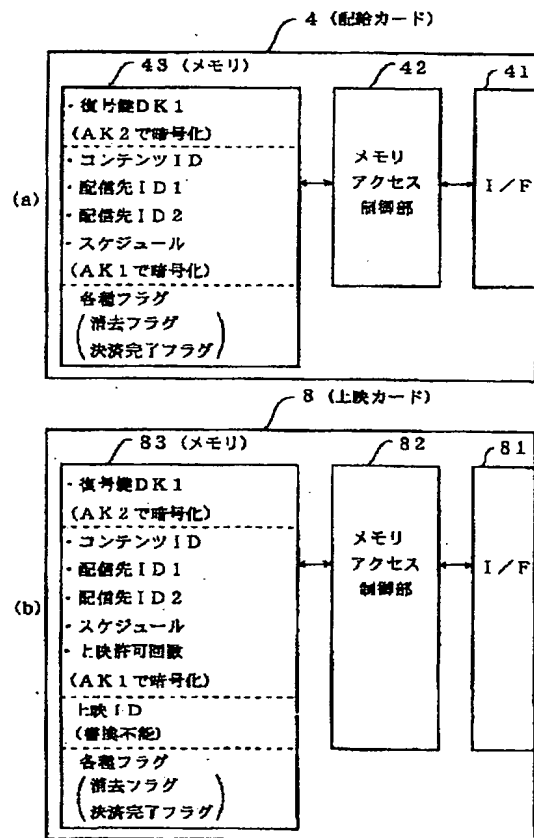 4 (配給カード)
43 (メモリ)
42
41
・復号鍵DK1
(AK2で暗号化)
・コンテンツID
・配信先ID1
・配信先ID2
・スケジュール
(AK1で暗号化)
各種フラグ
(消去フラグ
決済完了フラグ)
メモリ
アクセス
制御部
I/F
(a)
8 (上映カード)
83 (メモリ)
82
81
・復号鍵DK1
(AK2で暗号化)
・コンテンツID
・配信先ID1
・配信先ID2
・スケジュール
・上映許可回数
(AK1で暗号化)
上映ID
(書換不能)
各種フラグ
(消去フラグ
決済完了フラグ)
メモリ
アクセス
制御部
I/F
(b)